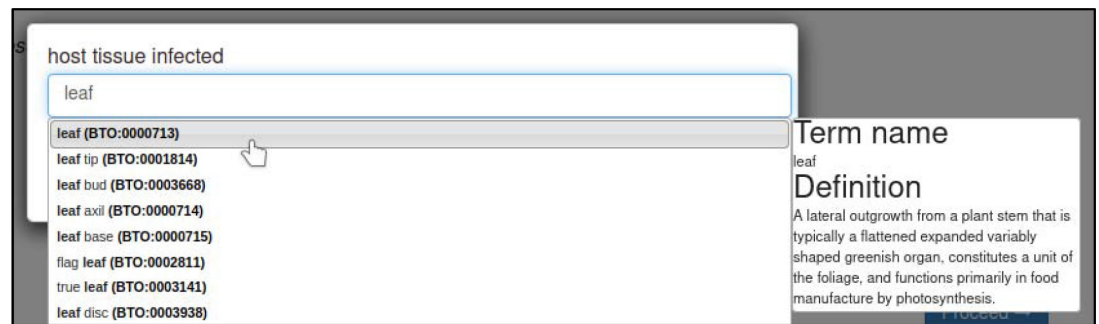 host tissue infected
leaf
leaf (BTO:0000713)
leaf tip (BTO:0001814)
leaf bud (BTO:0003668)
leaf axil (BTO:0000714)
leaf base (BTO:0000715)
flag leaf (BTO:0002811)
true leaf (BTO:0003141)
leaf disc (BTO:0003938)
Term name
leaf
Definition
A lateral outgrowth from a plant stem that is
typically a flattened expanded variably
shaped greenish organ, constitutes a unit of
the foliage, and functions primarily in food
manufacture by photosynthesis.
Proceed